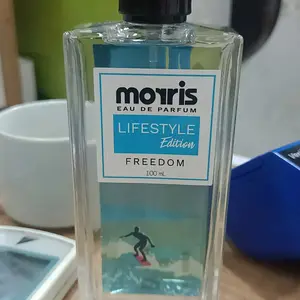 morris
EAU DE PARFUM
LIFESTYLE
Edition
FREEDOM
100 mL